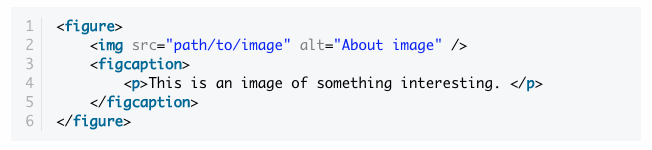 1 <figure>
2     <img src="path/to/image" alt="About image" />
3     <figcaption>
4         <p>This is an image of something interesting. </p>
5     </figcaption>
6 </figure>